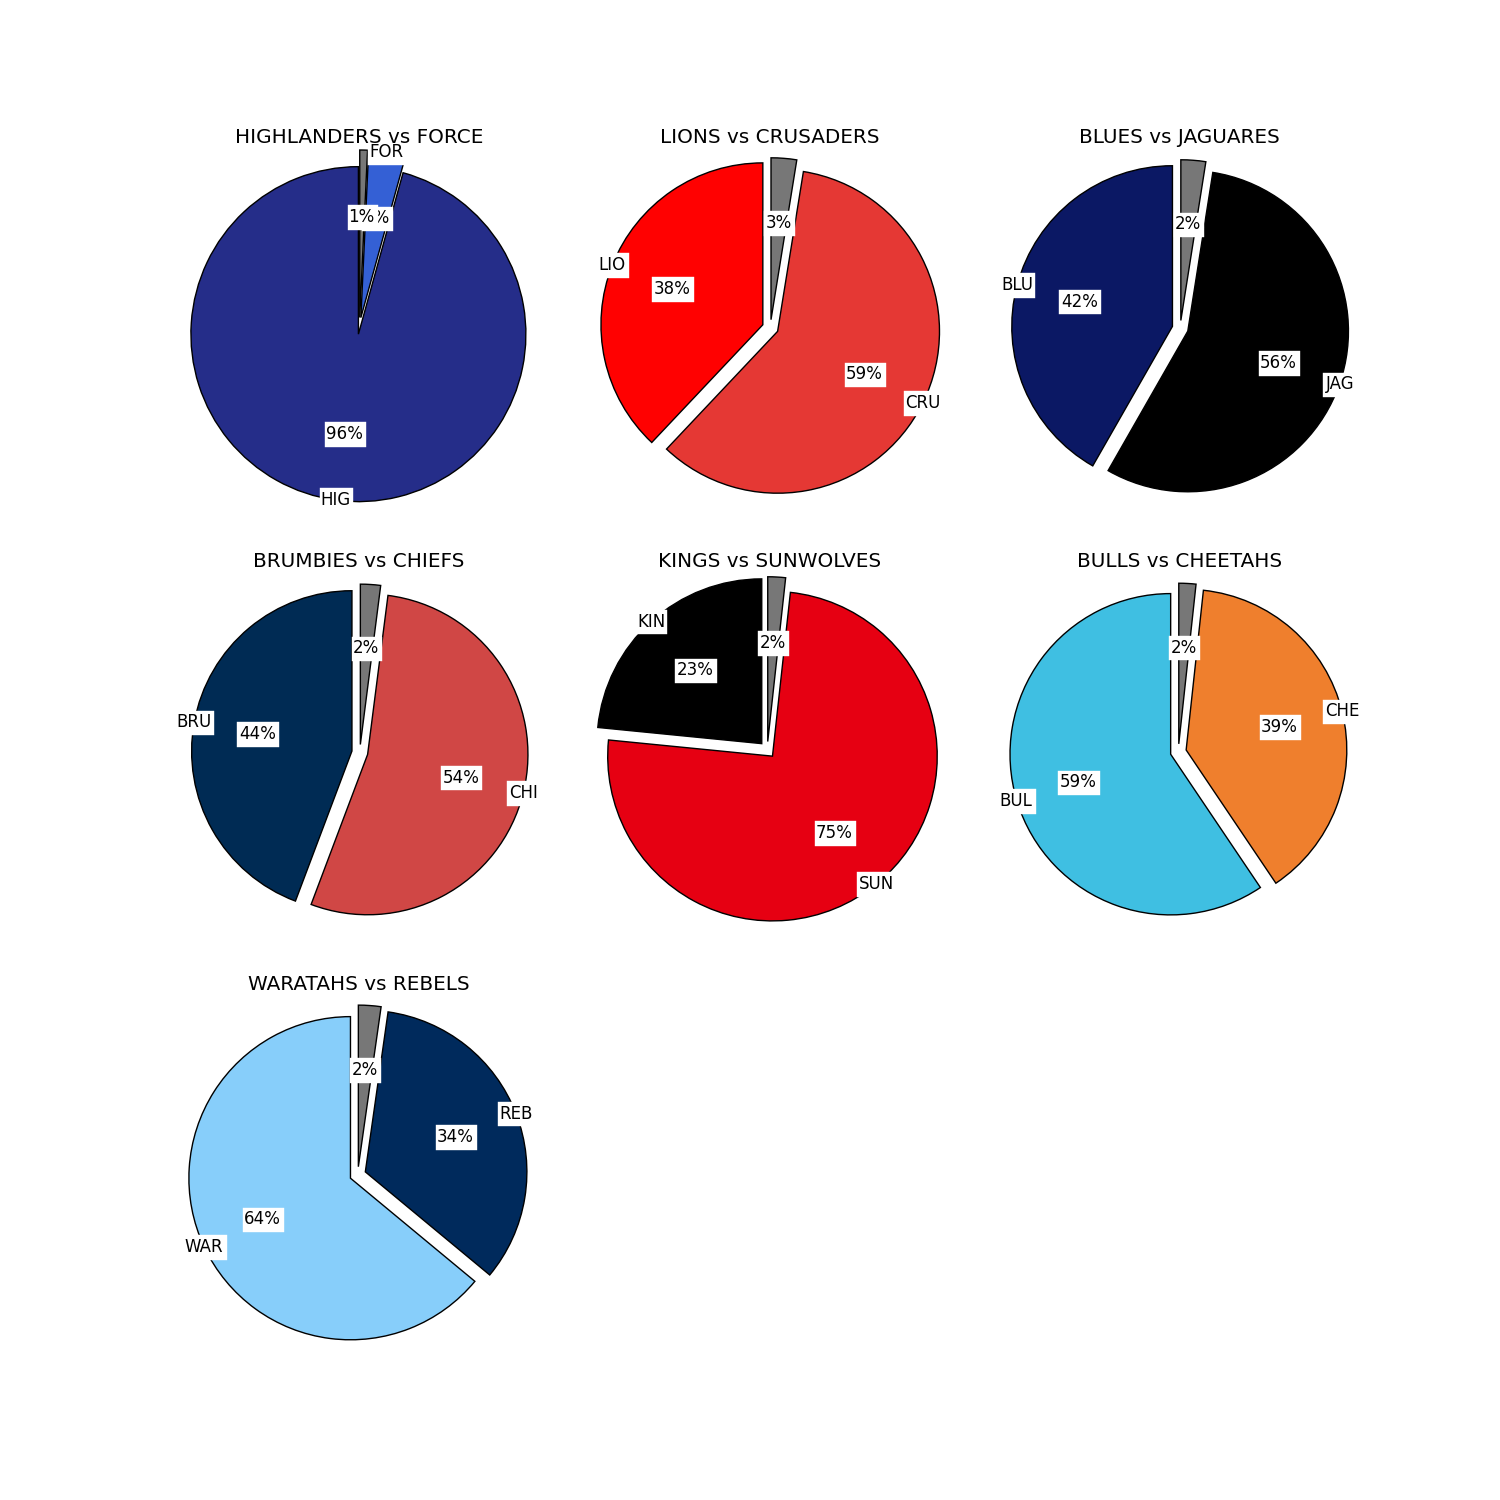 HIGHLANDERS vs FORCE
FOR
1%
%
96%
HIG
LIONS vs CRUSADERS
3%
LIO
38%
59%
CRU
BLUES vs JAGUARES
2%
BLU
42%
56%
JAG
BRUMBIES vs CHIEFS
2%
BRU
44%
54%
CHI
KINGS vs SUNWOLVES
KIN
2%
23%
75%
SUN
BULLS vs CHEETAHS
2%
CHE
39%
59%
BUL
WARATAHS vs REBELS
2%
REB
34%
64%
WAR